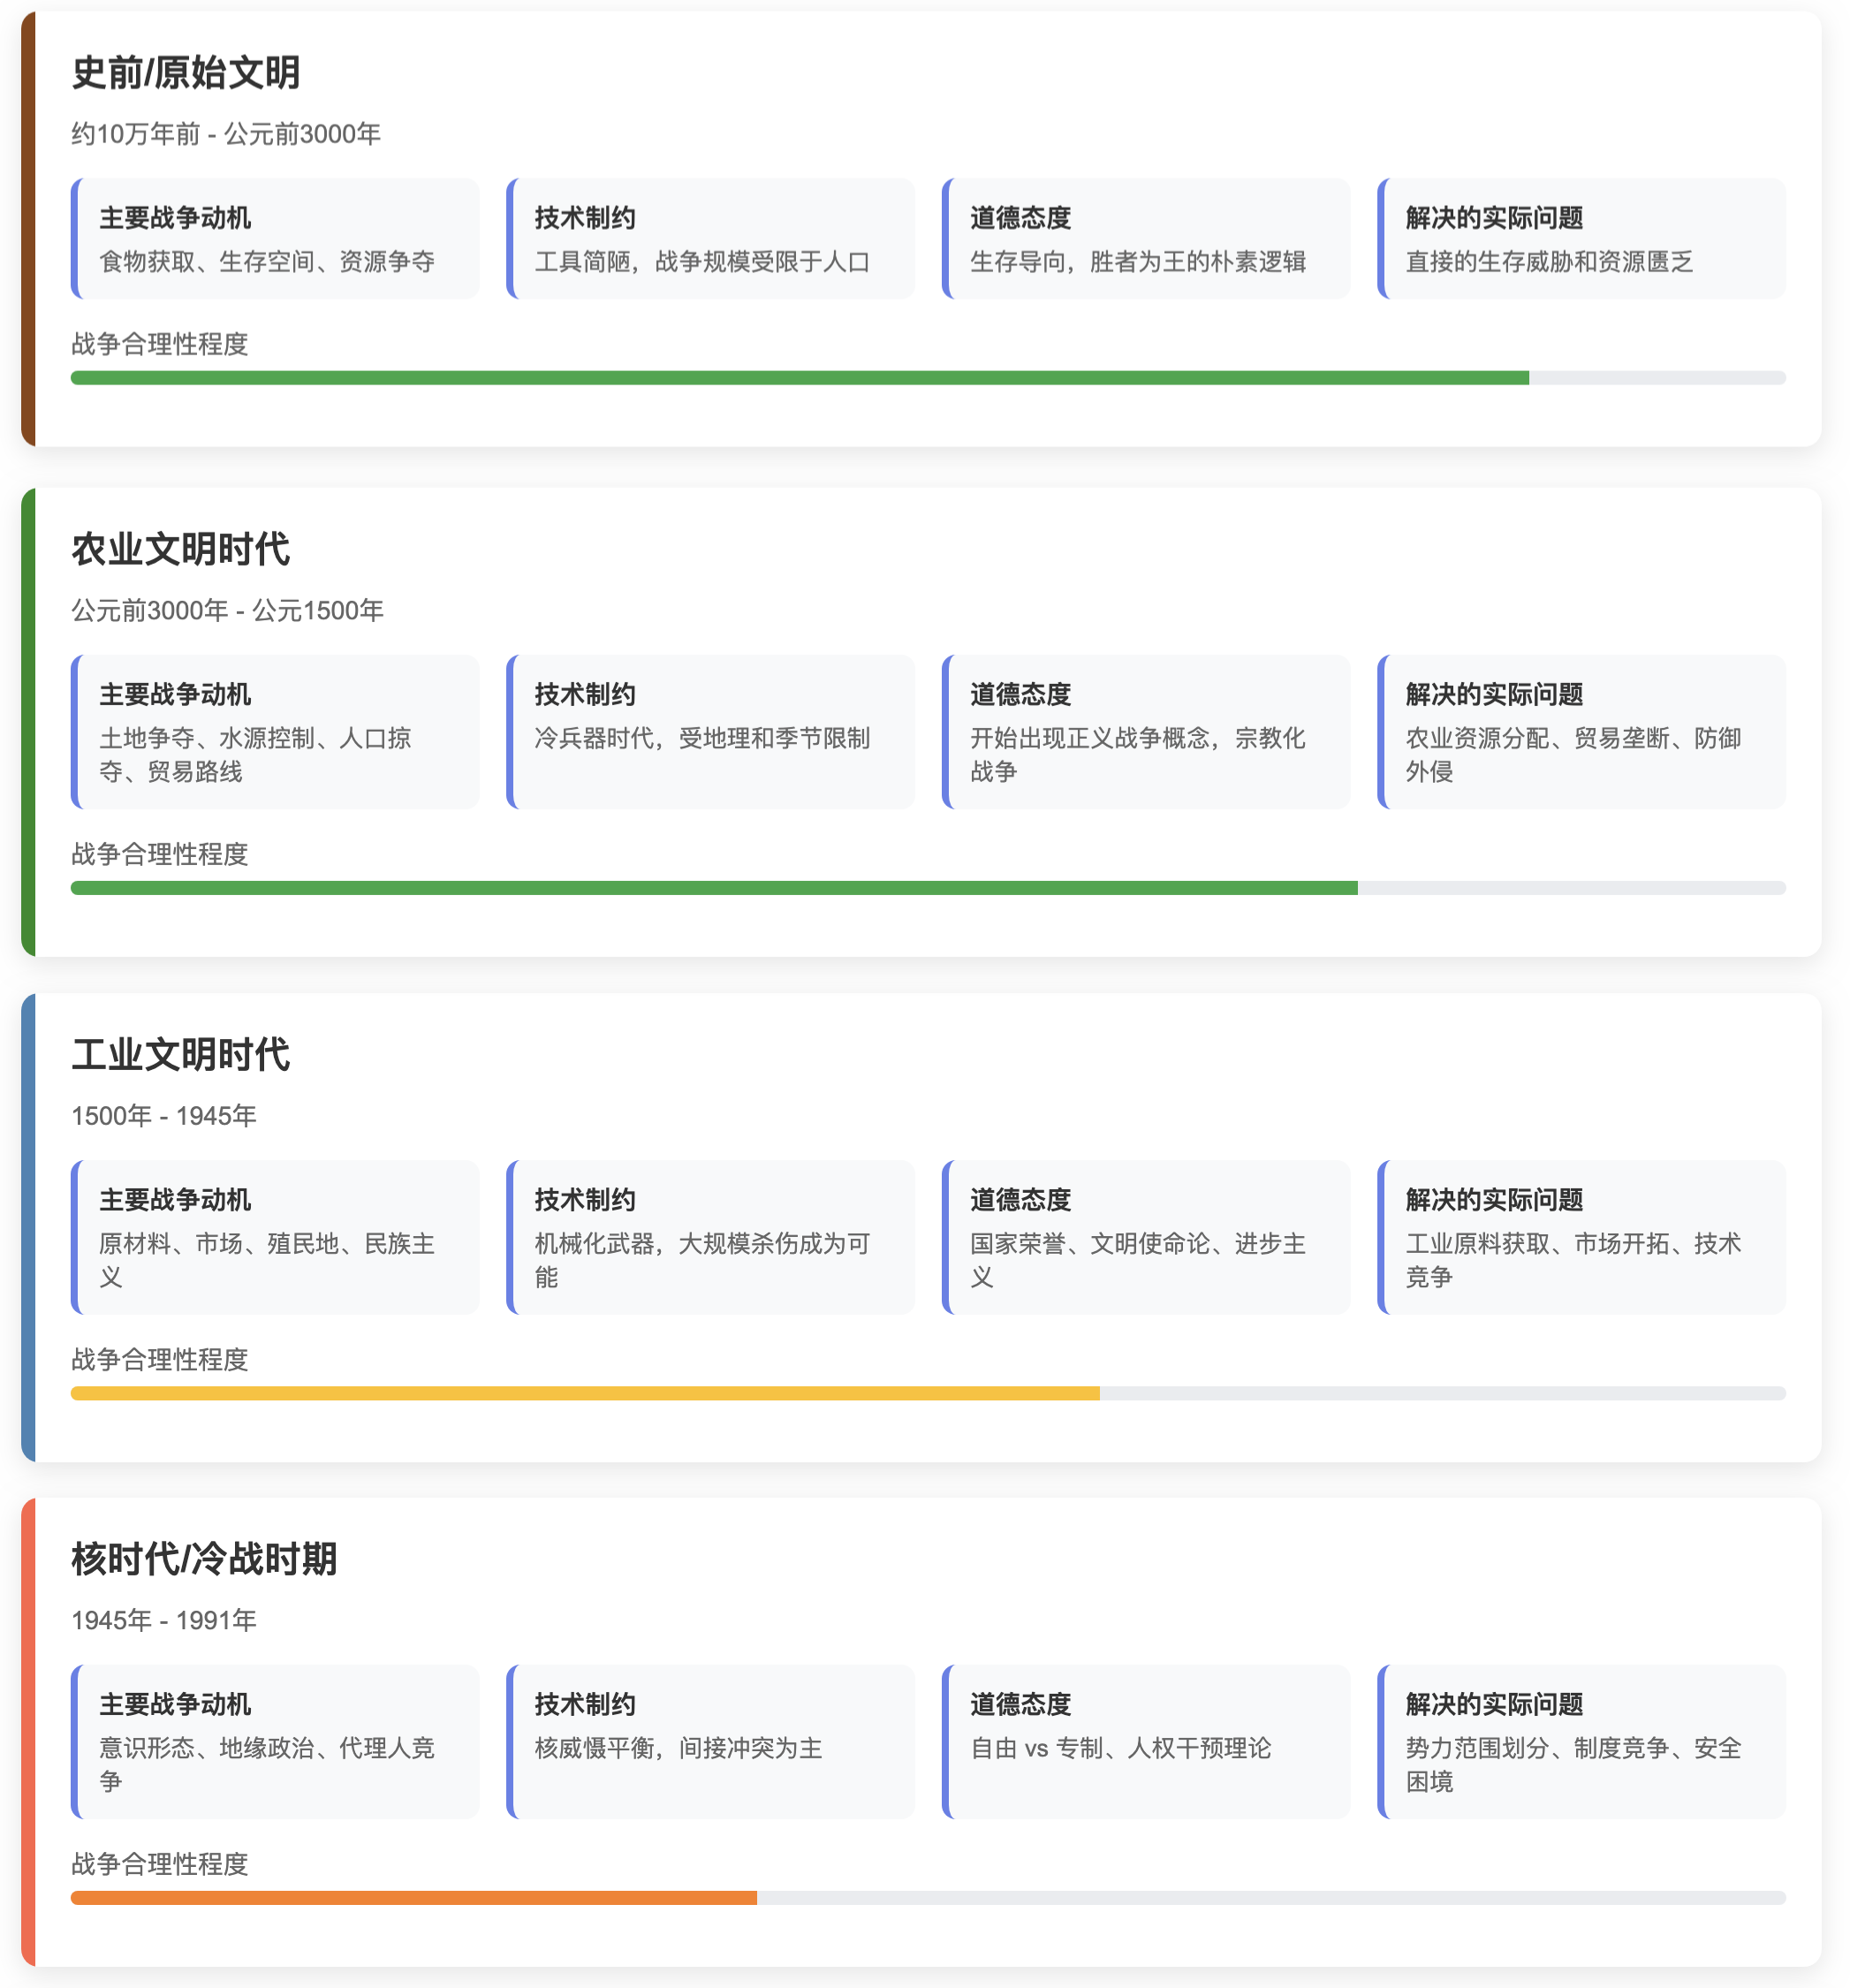 史前/原始文明
约10万年前 - 公元前3000年
主要战争动机
食物获取、生存空间、资源争夺
技术制约
工具简陋，战争规模受限于人口
道德态度
生存导向，胜者为王的朴素逻辑
解决的实际问题
直接的生存威胁和资源匮乏
战争合理性程度
农业文明时代
公元前3000年 - 公元1500年
主要战争动机
土地争夺、水源控制、人口掠
夺、贸易路线
技术制约
冷兵器时代，受地理和季节限制
道德态度
开始出现正义战争概念，宗教化
战争
解决的实际问题
农业资源分配、贸易垄断、防御
外侵
战争合理性程度
工业文明时代
1500年 - 1945年
主要战争动机
原材料、市场、殖民地、民族主
义
技术制约
机械化武器，大规模杀伤成为可
能
道德态度
国家荣誉、文明使命论、进步主
义
解决的实际问题
工业原料获取、市场开拓、技术
竞争
战争合理性程度
核时代/冷战时期
1945年 - 1991年
主要战争动机
意识形态、地缘政治、代理人竞
争
技术制约
核威慑平衡，间接冲突为主
道德态度
自由 vs 专制、人权干预理论
解决的实际问题
势力范围划分、制度竞争、安全
困境
战争合理性程度